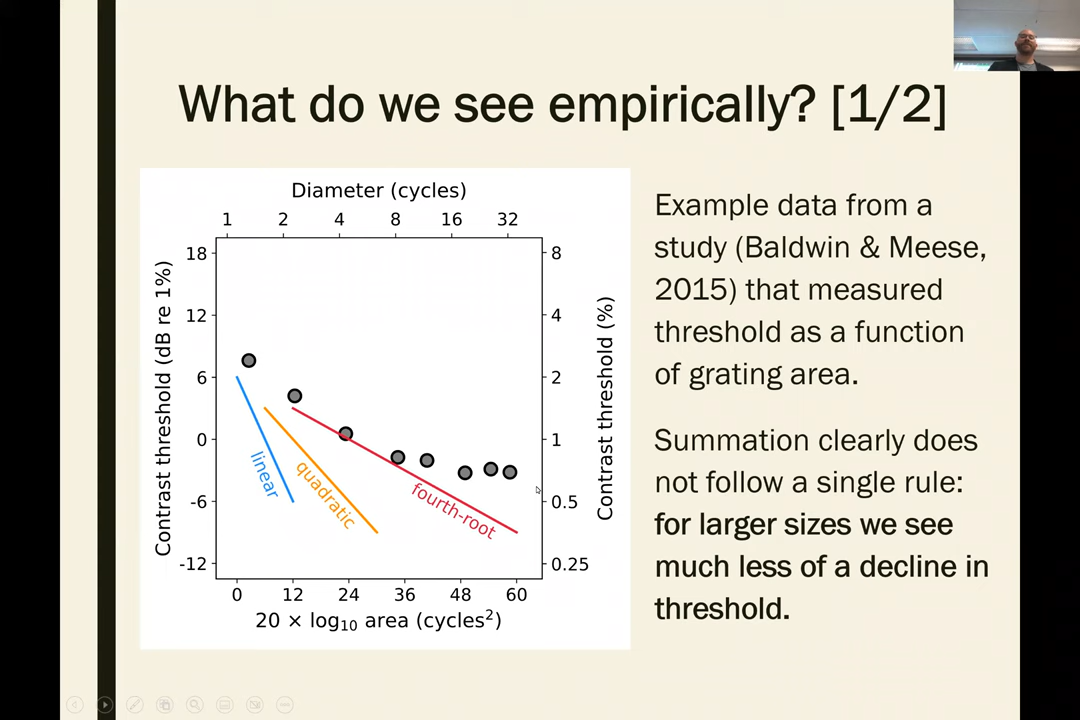 What do we see empirically? [1/2]
Diameter (cycles)
1 2 4 8 16 32
Contrast threshold (dB re 1%)
18
12
6
0
-6
-12
linear
quadratic
fourth-root
8
4
2
1
0.5
0.25
Contrast threshold (%)
0 12 24 36 48 60
20 × log₁₀ area (cycles²)
Example data from a
study (Baldwin & Meese,
2015) that measured
threshold as a function
of grating area.
Summation clearly does
not follow a single rule:
for larger sizes we see
much less of a decline in
threshold.